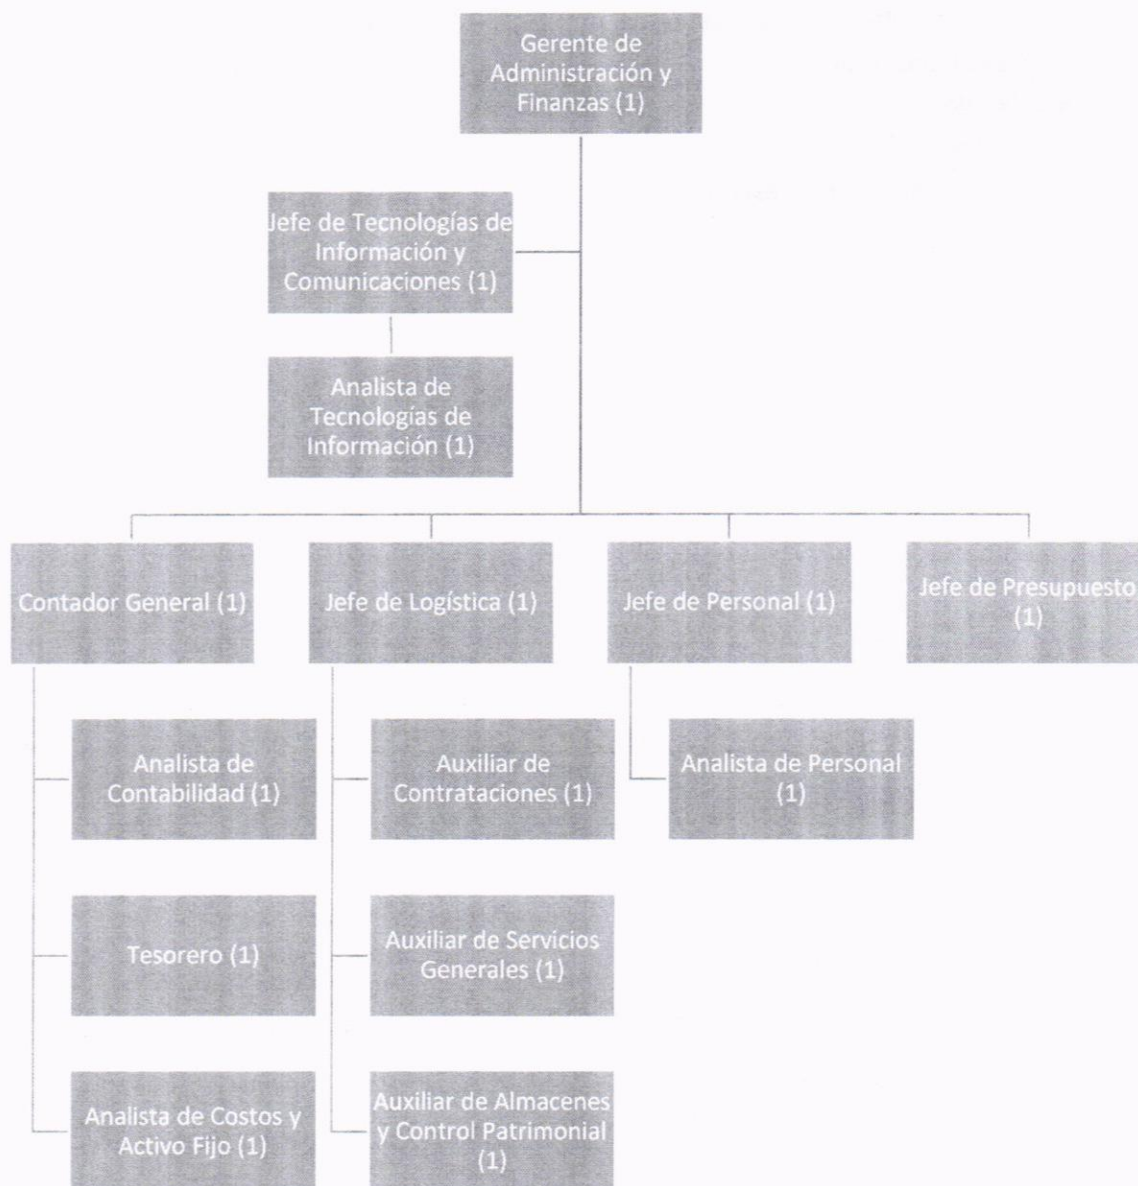 Gerente de
Administración y
Finanzas (1)
Jefe de Tecnologías de
Información y
Comunicaciones (1)
Analista de
Tecnologías de
Información (1)
Contador General (1)
Jefe de Logística (1)
Jefe de Personal (1)
Jefe de Presupuesto
(1)
Analista de
Contabilidad (1)
Auxiliar de
Contrataciones (1)
Analista de Personal
(1)
Tesorero (1)
Auxiliar de Servicios
Generales (1)
Analista de Costos y
Activo Fijo (1)
Auxiliar de Almacenes
y Control Patrimonial
(1)